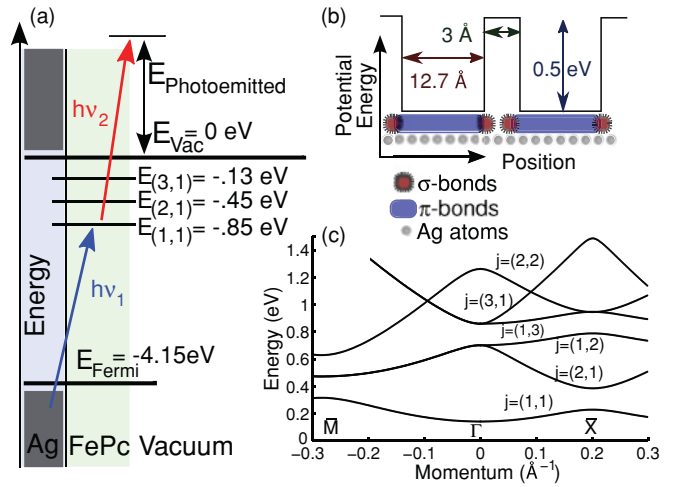 (a)
E Photoemitted
hν2
EVac = 0 eV
E(3,1) = -.13 eV
E(2,1) = -.45 eV
E(1,1) = -.85 eV
Energy
hν1
EFermi = -4.15eV
Ag FePc Vacuum
(b)
Potential
Energy
3 Å
12.7 Å
0.5 eV
Position
σ-bonds
π-bonds
Ag atoms
(c)
Energy (eV)
1.4
1.2
1
0.8
0.6
0.4
0.2
0
j=(2,2)
j=(3,1)
j=(1,3)
j=(1,2)
j=(2,1)
j=(1,1)
M̅ Γ X̅
-0.3 -0.2 -0.1 0 0.1 0.2 0.3
Momentum (Å⁻¹)